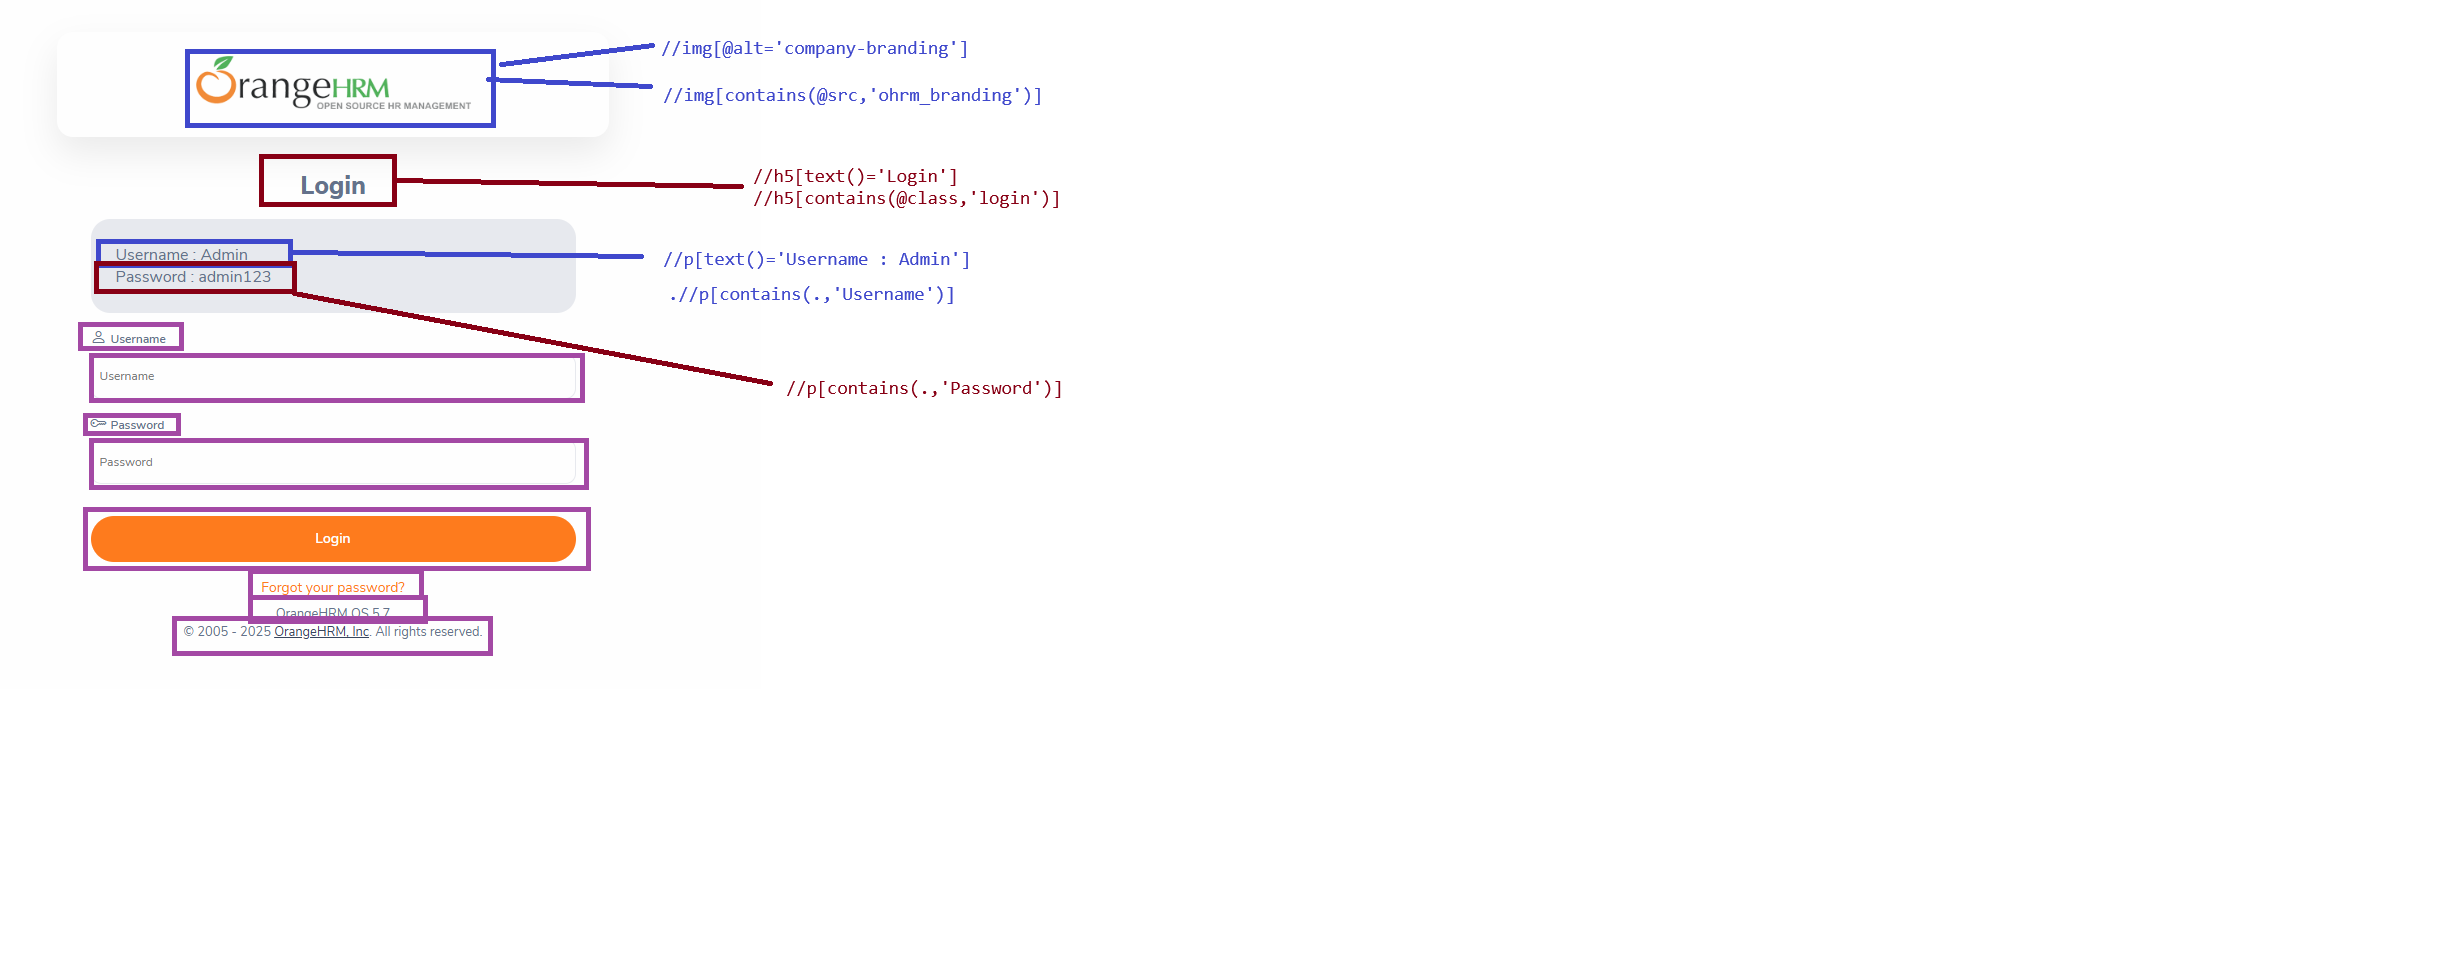 OrangeHRM
OPEN SOURCE HR MANAGEMENT
//img[@alt='company-branding']
//img[contains(@src,'ohrm_branding')]
Login
//h5[text()='Login']
//h5[contains(@class,'login')]
Username : Admin
Password : admin123
//p[text()='Username : Admin']
.//p[contains(.,'Username')]
Username
Username
//p[contains(.,'Password')]
Password
Password
Login
Forgot your password?
OrangeHRM OS 5.7
© 2005 - 2025 OrangeHRM, Inc. All rights reserved.